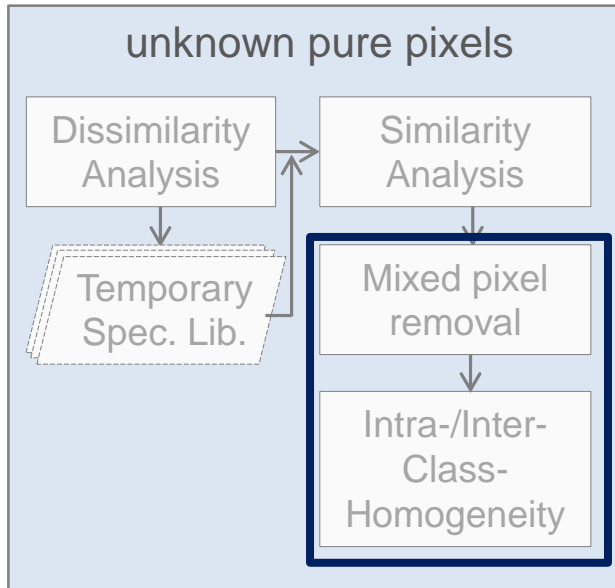 unknown pure pixels
Dissimilarity
Analysis
Similarity
Analysis
Temporary
Spec. Lib.
Mixed pixel
removal
Intra-/Inter-
Class-
Homogeneity